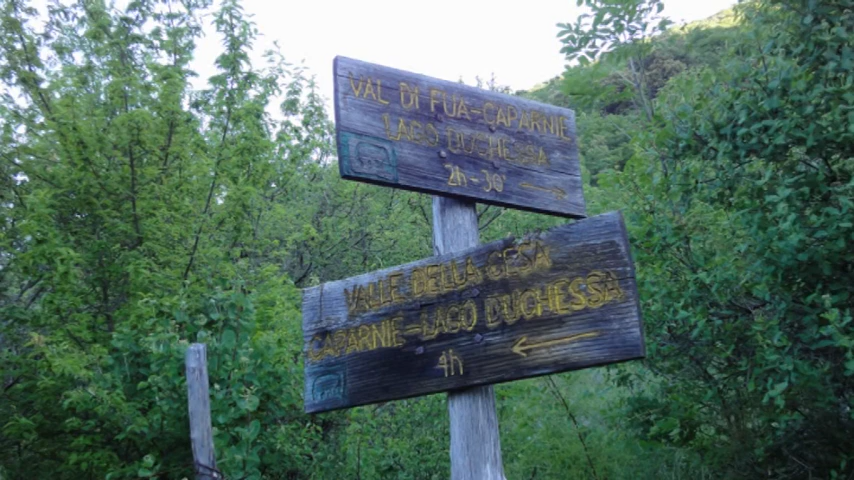 VAL DI FUA-CAPARNIE
LAGO DUCHESSA
2h-30'
VALLE DELLA CESA
CAPARNIE-LAGO DUCHESSA
4h